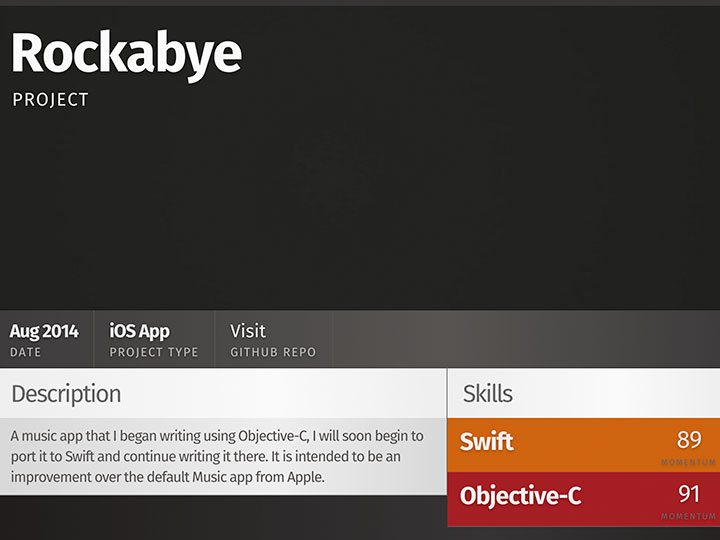 Rockabye
PROJECT
Aug 2014
DATE
iOS App
PROJECT TYPE
Visit
GITHUB REPO
Description
A music app that I began writing using Objective-C, I will soon begin to
port it to Swift and continue writing it there. It is intended to be an
improvement over the default Music app from Apple.
Skills
Swift
89
MOMENTUM
Objective-C
91
MOMENTUM